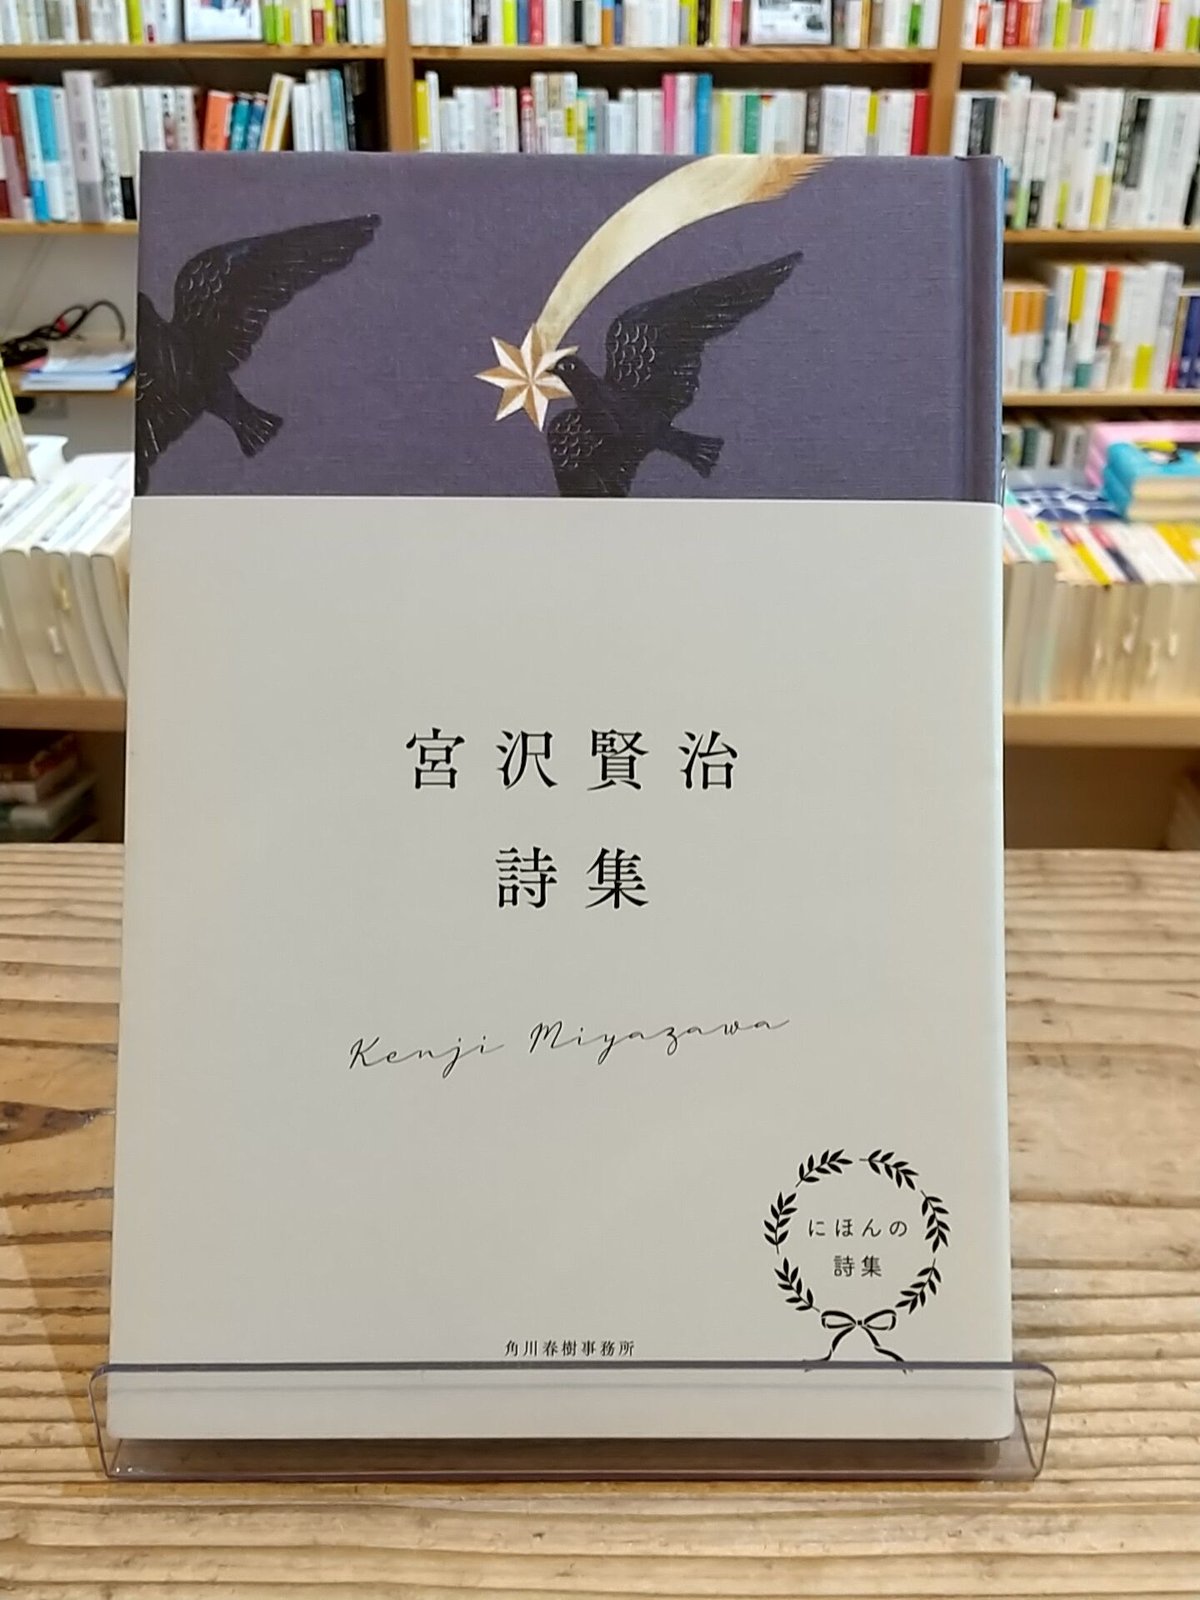 宮沢賢治
詩集
Kenji Miyazawa
にほんの
詩集
角川春樹事務所